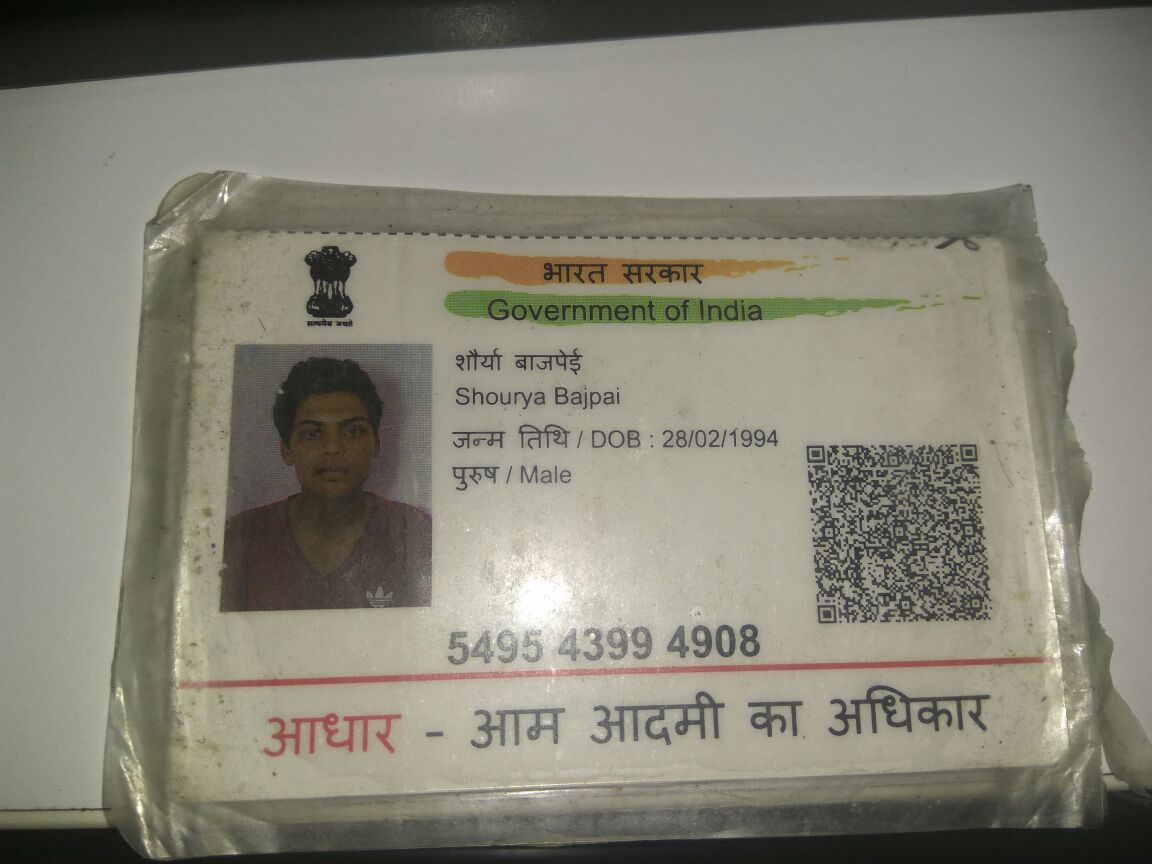 भारत सरकार
Government of India
सत्यमेव जयते
शौर्या बाजपेई
Shourya Bajpai
जन्म तिथि / DOB : 28/02/1994
पुरुष / Male
5495 4399 4908
आधार - आम आदमी का अधिकार